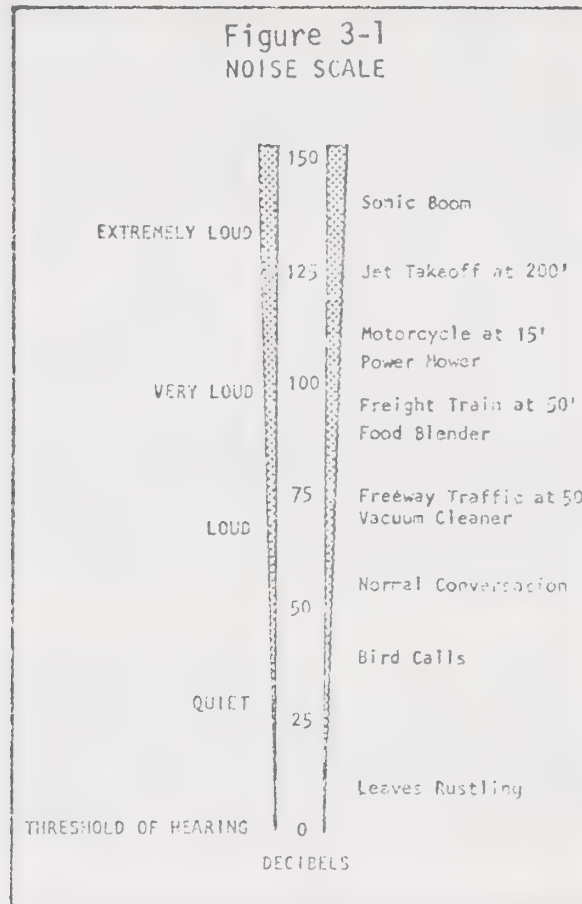 Figure 3-1
NOISE SCALE
150
Sonic Boom
EXTREMELY LOUD
125
Jet Takeoff at 200'
Motorcycle at 15'
Power Mower
VERY LOUD
100
Freight Train at 50'
Food Blender
75
Freeway Traffic at 50
Vacuum Cleaner
LOUD
Normal Conversation
50
Bird Calls
QUIET
25
Leaves Rustling
THRESHOLD OF HEARING
0
DECIBELS